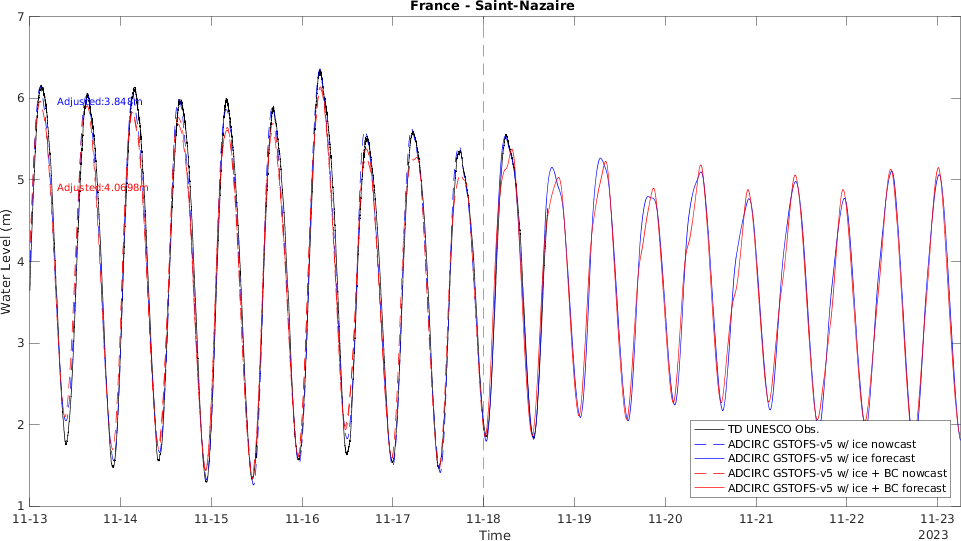 France - Saint-Nazaire
7
6
5
4
3
2
1
Water Level (m)
Adjusted:3.848m
Adjusted:4.0698m
TD UNESCO Obs.
ADCIRC GSTOFS-v5 w/ ice nowcast
ADCIRC GSTOFS-v5 w/ ice forecast
ADCIRC GSTOFS-v5 w/ ice + BC nowcast
ADCIRC GSTOFS-v5 w/ ice + BC forecast
11-13 11-14 11-15 11-16 11-17 11-18 11-19 11-20 11-21 11-22 11-23
Time
2023